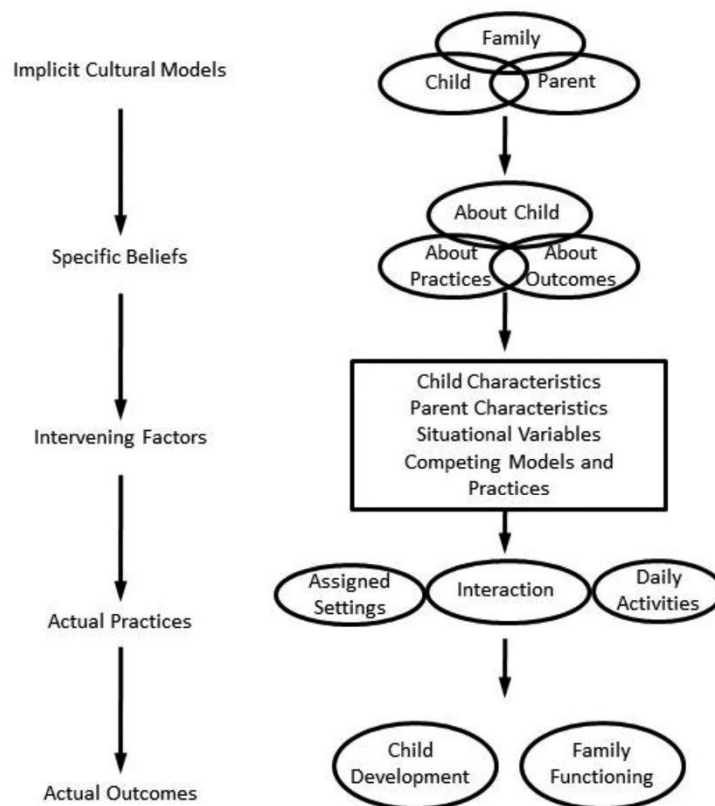 Family
Implicit Cultural Models
Child
Parent
About Child
Specific Beliefs
About
Practices
About
Outcomes
Child Characteristics
Parent Characteristics
Situational Variables
Competing Models and
Practices
Intervening Factors
Assigned
Settings
Interaction
Daily
Activities
Actual Practices
Child
Development
Family
Functioning
Actual Outcomes